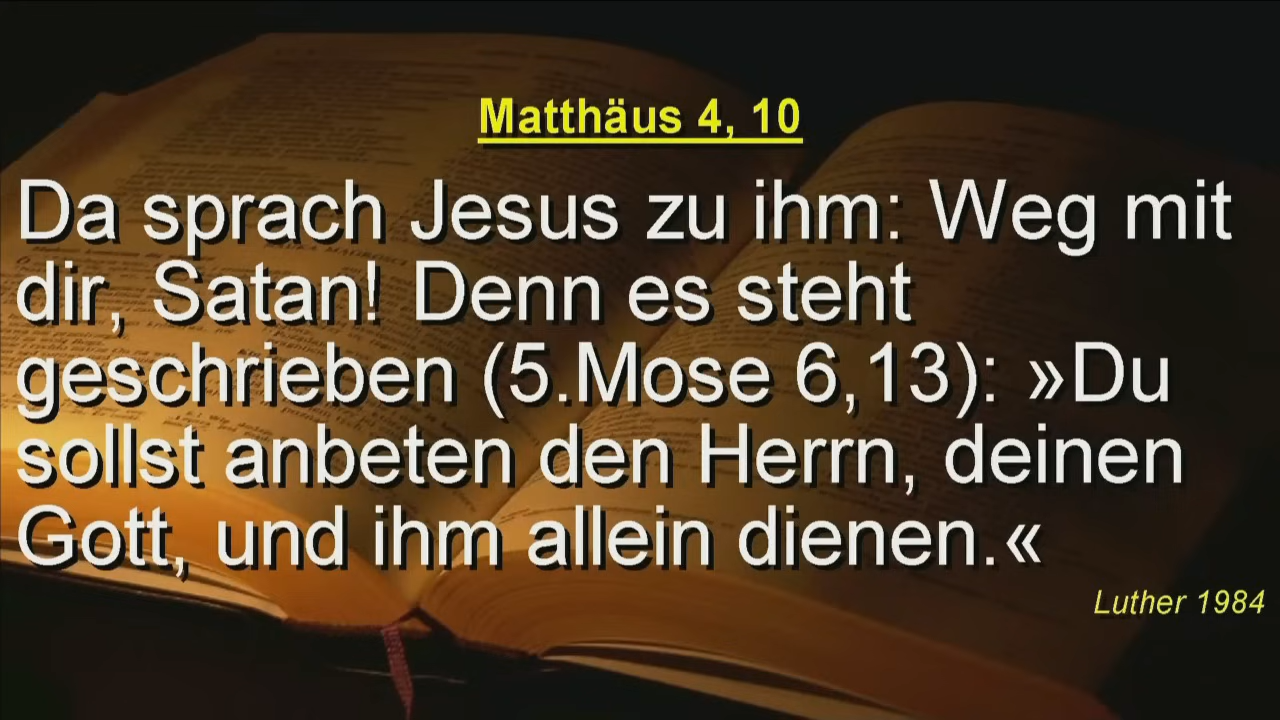 Matthäus 4, 10
Da sprach Jesus zu ihm: Weg mit
dir, Satan! Denn es steht
geschrieben (5.Mose 6,13): »Du
sollst anbeten den Herrn, deinen
Gott, und ihm allein dienen.«
Luther 1984